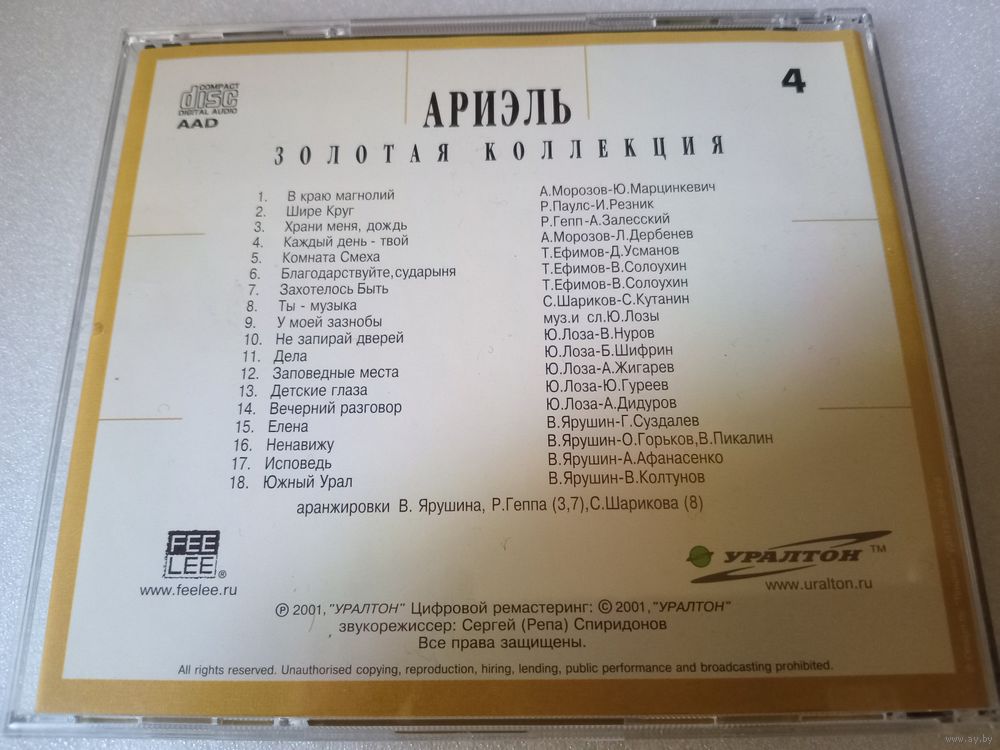 COMPACT
disc
DIGITAL AUDIO
AAD
4
АРИЭЛЬ
ЗОЛОТАЯ КОЛЛЕКЦИЯ
1. В краю магнолий А.Морозов-Ю.Марцинкевич
2. Шире Круг Р.Паулс-И.Резник
3. Храни меня, дождь Р.Гепп-А.Залесский
4. Каждый день - твой А.Морозов-Л.Дербенев
5. Комната Смеха Т.Ефимов-Д.Усманов
6. Благодарствуйте,сударыня Т.Ефимов-В.Солоухин
7. Захотелось Быть Т.Ефимов-В.Солоухин
8. Ты - музыка С.Шариков-С.Кутанин
9. У моей зазнобы муз.и сл.Ю.Лозы
10. Не запирай дверей Ю.Лоза-В.Нуров
11. Дела Ю.Лоза-Б.Шифрин
12. Заповедные места Ю.Лоза-А.Жигарев
13. Детские глаза Ю.Лоза-Ю.Гуреев
14. Вечерний разговор Ю.Лоза-А.Дидуров
15. Елена В.Ярушин-Г.Суздалев
16. Ненавижу В.Ярушин-О.Горьков,В.Пикалин
17. Исповедь В.Ярушин-А.Афанасенко
18. Южный Урал В.Ярушин-В.Колтунов
аранжировки В. Ярушина, Р.Геппа (3,7),С.Шарикова (8)
FEE
LEE®
www.feelee.ru
УРАЛТОН™
www.uralton.ru
℗ 2001,"УРАЛТОН" Цифровой ремастеринг: © 2001,"УРАЛТОН"
звукорежиссер: Сергей (Репа) Спиридонов
Все права защищены.
All rights reserved. Unauthorised copying, reproduction, hiring, lending, public performance and broadcasting prohibited.
www.ay.by